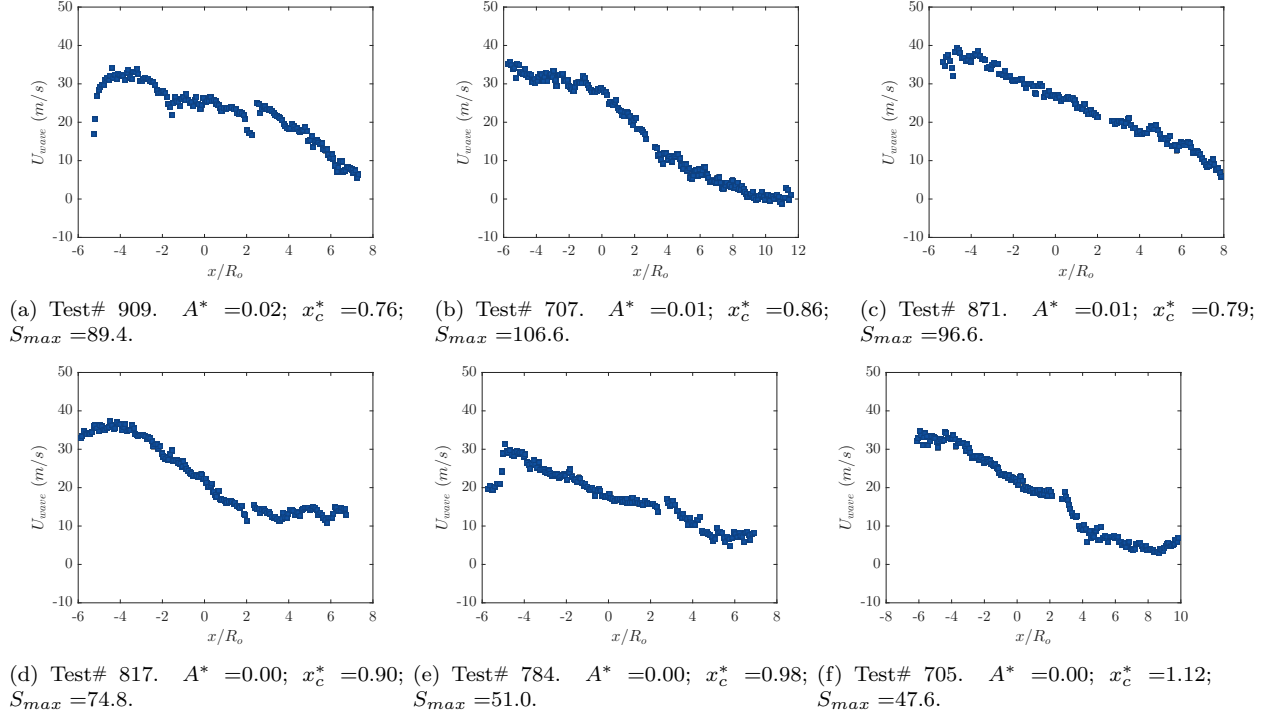 50
40
30
20
10
0
-10
-6 -4 -2 0 2 4 6 8
x/R_o
U_wave (m/s)
50
40
30
20
10
0
-10
-6 -4 -2 0 2 4 6 8 10 12
x/R_o
U_wave (m/s)
50
40
30
20
10
0
-10
-6 -4 -2 0 2 4 6 8
x/R_o
U_wave (m/s)
(a) Test# 909. A* =0.02; x_c* =0.76;
S_max =89.4.
(b) Test# 707. A* =0.01; x_c* =0.86;
S_max =106.6.
(c) Test# 871. A* =0.01; x_c* =0.79;
S_max =96.6.
50
40
30
20
10
0
-10
-6 -4 -2 0 2 4 6 8
x/R_o
U_wave (m/s)
50
40
30
20
10
0
-10
-6 -4 -2 0 2 4 6 8
x/R_o
U_wave (m/s)
50
40
30
20
10
0
-10
-8 -6 -4 -2 0 2 4 6 8 10
x/R_o
U_wave (m/s)
(d) Test# 817. A* =0.00; x_c* =0.90;
S_max =74.8.
(e) Test# 784. A* =0.00; x_c* =0.98;
S_max =51.0.
(f) Test# 705. A* =0.00; x_c* =1.12;
S_max =47.6.